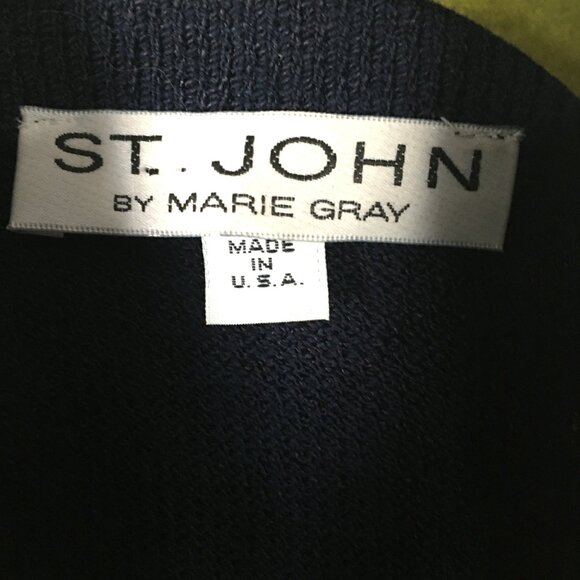 ST. JOHN
BY MARIE GRAY
MADE
IN
U.S.A.